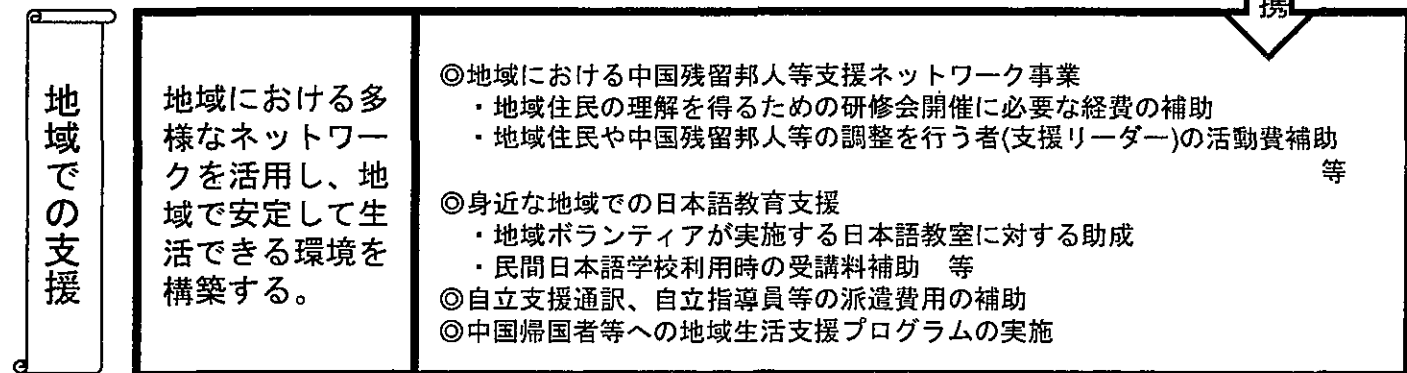 携
地域での支援
地域における多
様なネットワー
クを活用し、地
域で安定して生
活できる環境を
構築する。
◎地域における中国残留邦人等支援ネットワーク事業
・地域住民の理解を得るための研修会開催に必要な経費の補助
・地域住民や中国残留邦人等の調整を行う者(支援リーダー)の活動費補助
等
◎身近な地域での日本語教育支援
・地域ボランティアが実施する日本語教室に対する助成
・民間日本語学校利用時の受講料補助　等
◎自立支援通訳、自立指導員等の派遣費用の補助
◎中国帰国者等への地域生活支援プログラムの実施